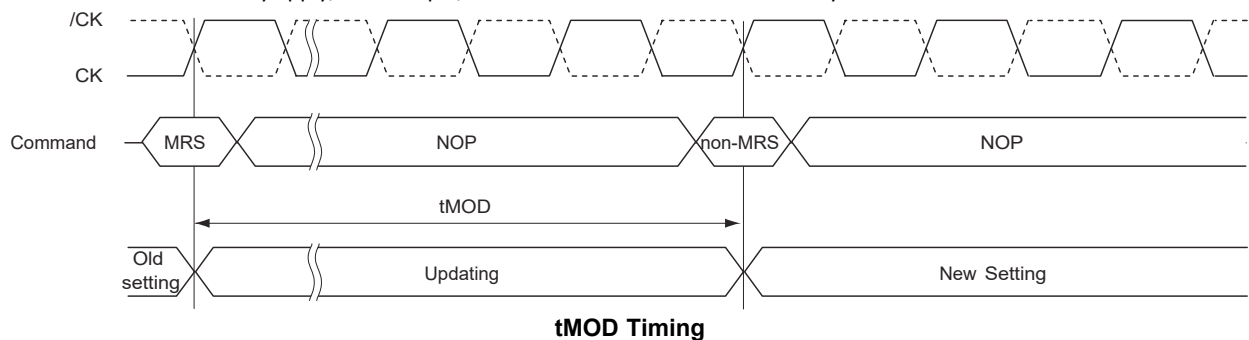 /CK
CK
Command
MRS
NOP
non-MRS
NOP
tMOD
Old
setting
Updating
New Setting
tMOD Timing